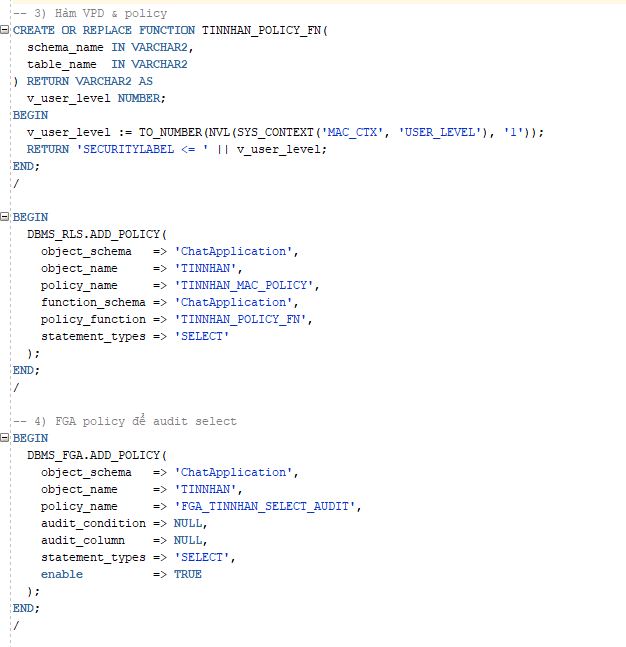 -- 3) Hàm VPD & policy
CREATE OR REPLACE FUNCTION TINNHAN_POLICY_FN(
  schema_name IN VARCHAR2,
  table_name  IN VARCHAR2
) RETURN VARCHAR2 AS
  v_user_level NUMBER;
BEGIN
  v_user_level := TO_NUMBER(NVL(SYS_CONTEXT('MAC_CTX', 'USER_LEVEL'), '1'));
  RETURN 'SECURITYLABEL <= ' || v_user_level;
END;
/
BEGIN
  DBMS_RLS.ADD_POLICY(
    object_schema   => 'ChatApplication',
    object_name     => 'TINNHAN',
    policy_name     => 'TINNHAN_MAC_POLICY',
    function_schema => 'ChatApplication',
    policy_function => 'TINNHAN_POLICY_FN',
    statement_types => 'SELECT'
  );
END;
/
-- 4) FGA policy để audit select
BEGIN
  DBMS_FGA.ADD_POLICY(
    object_schema   => 'ChatApplication',
    object_name     => 'TINNHAN',
    policy_name     => 'FGA_TINNHAN_SELECT_AUDIT',
    audit_condition => NULL,
    audit_column    => NULL,
    statement_types => 'SELECT',
    enable          => TRUE
  );
END;
/